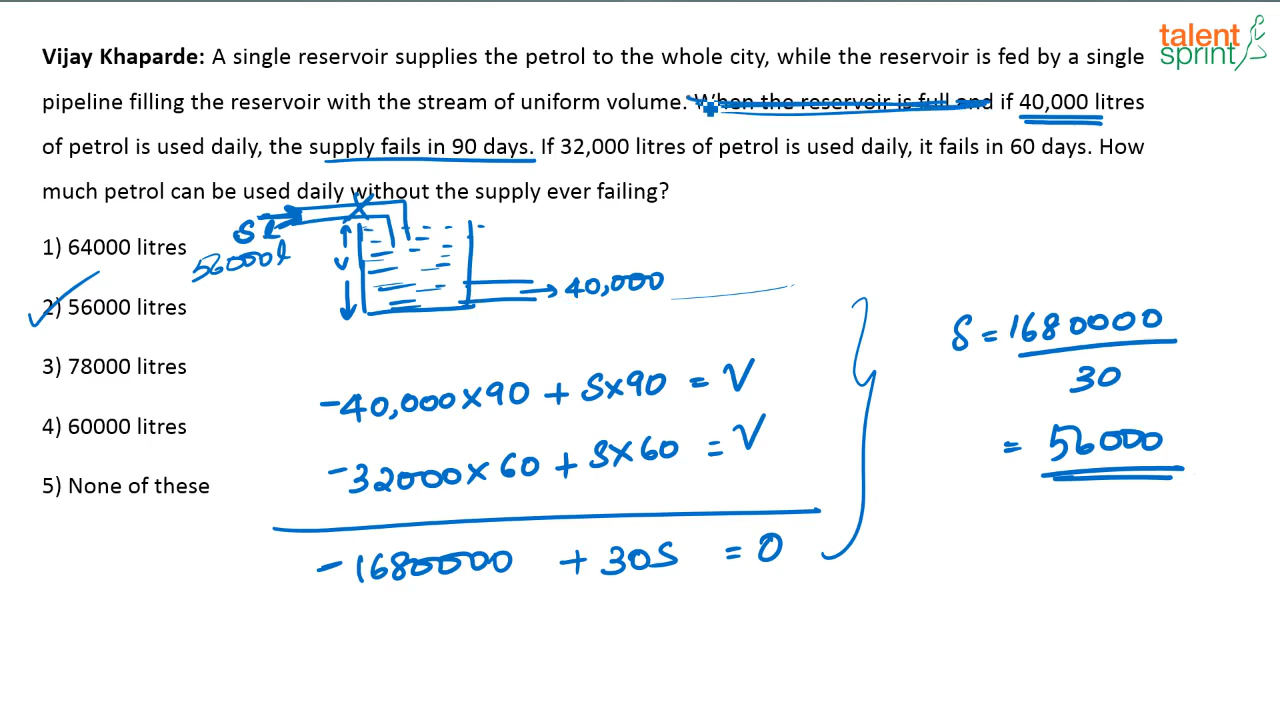 talent
sprint
Vijay Khaparde: A single reservoir supplies the petrol to the whole city, while the reservoir is fed by a single
pipeline filling the reservoir with the stream of uniform volume. When the reservoir is full and if 40,000 litres
of petrol is used daily, the supply fails in 90 days. If 32,000 litres of petrol is used daily, it fails in 60 days. How
much petrol can be used daily without the supply ever failing?
1) 64000 litres
2) 56000 litres
3) 78000 litres
4) 60000 litres
5) None of these
Sl
56000l
V
40,000
-40,000×90 + S×90 = V
-32000×60 + S×60 = V
-1680000 + 30S = 0
S = 1680000
30
= 56000